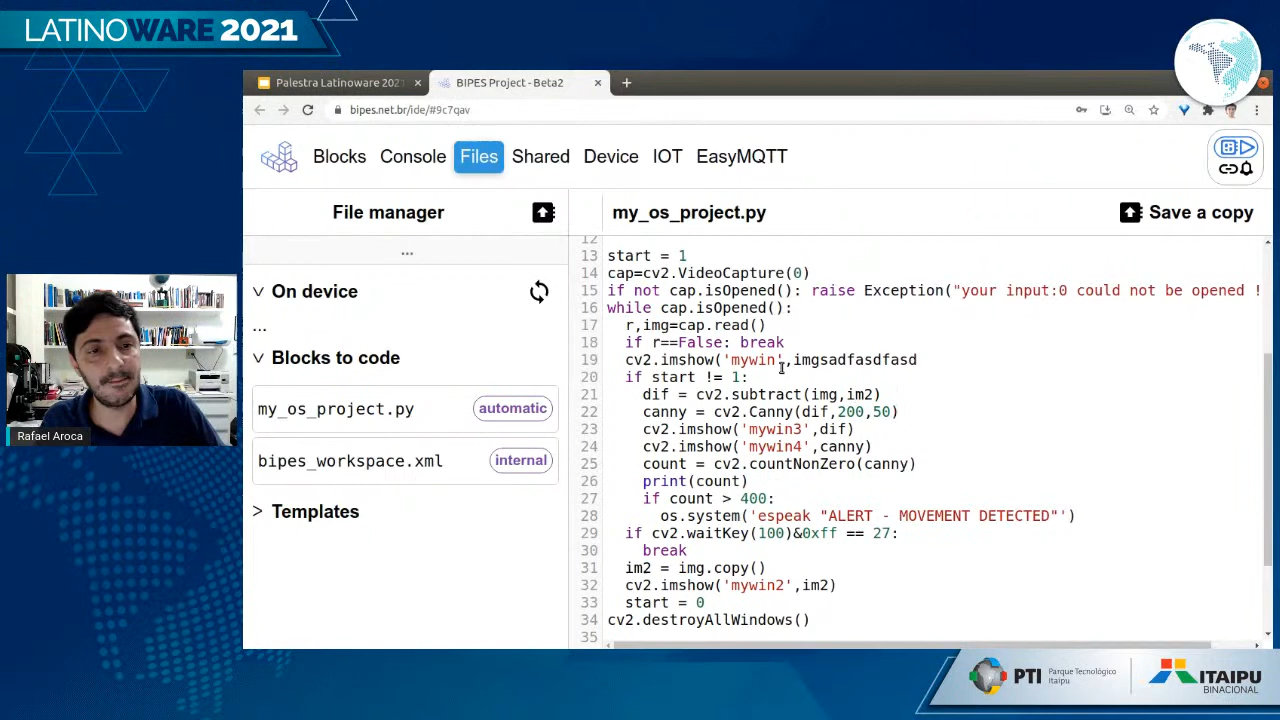 LATINOWARE 2021
Palestra Latinoware 2021
BIPES Project - Beta2
bipes.net.br/ide/#9c7qav
Blocks Console Files Shared Device IOT EasyMQTT
File manager
my_os_project.py
Save a copy
...
On device
...
Blocks to code
my_os_project.py automatic
bipes_workspace.xml internal
Templates
12
13 start = 1
14 cap=cv2.VideoCapture(0)
15 if not cap.isOpened(): raise Exception("your input:0 could not be opened !
16 while cap.isOpened():
17 r,img=cap.read()
18 if r==False: break
19 cv2.imshow('mywin',imgsadfasdfasd
20 if start != 1:
21 dif = cv2.subtract(img,im2)
22 canny = cv2.Canny(dif,200,50)
23 cv2.imshow('mywin3',dif)
24 cv2.imshow('mywin4',canny)
25 count = cv2.countNonZero(canny)
26 print(count)
27 if count > 400:
28 os.system('espeak "ALERT - MOVEMENT DETECTED"')
29 if cv2.waitKey(100)&0xff == 27:
30 break
31 im2 = img.copy()
32 cv2.imshow('mywin2',im2)
33 start = 0
34 cv2.destroyAllWindows()
35
Rafael Aroca
PTI Parque Tecnológico
Itaipu
ITAIPU
BINACIONAL